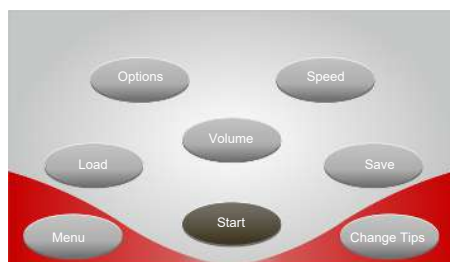 Options
Speed
Volume
Load
Save
Start
Menu
Change Tips